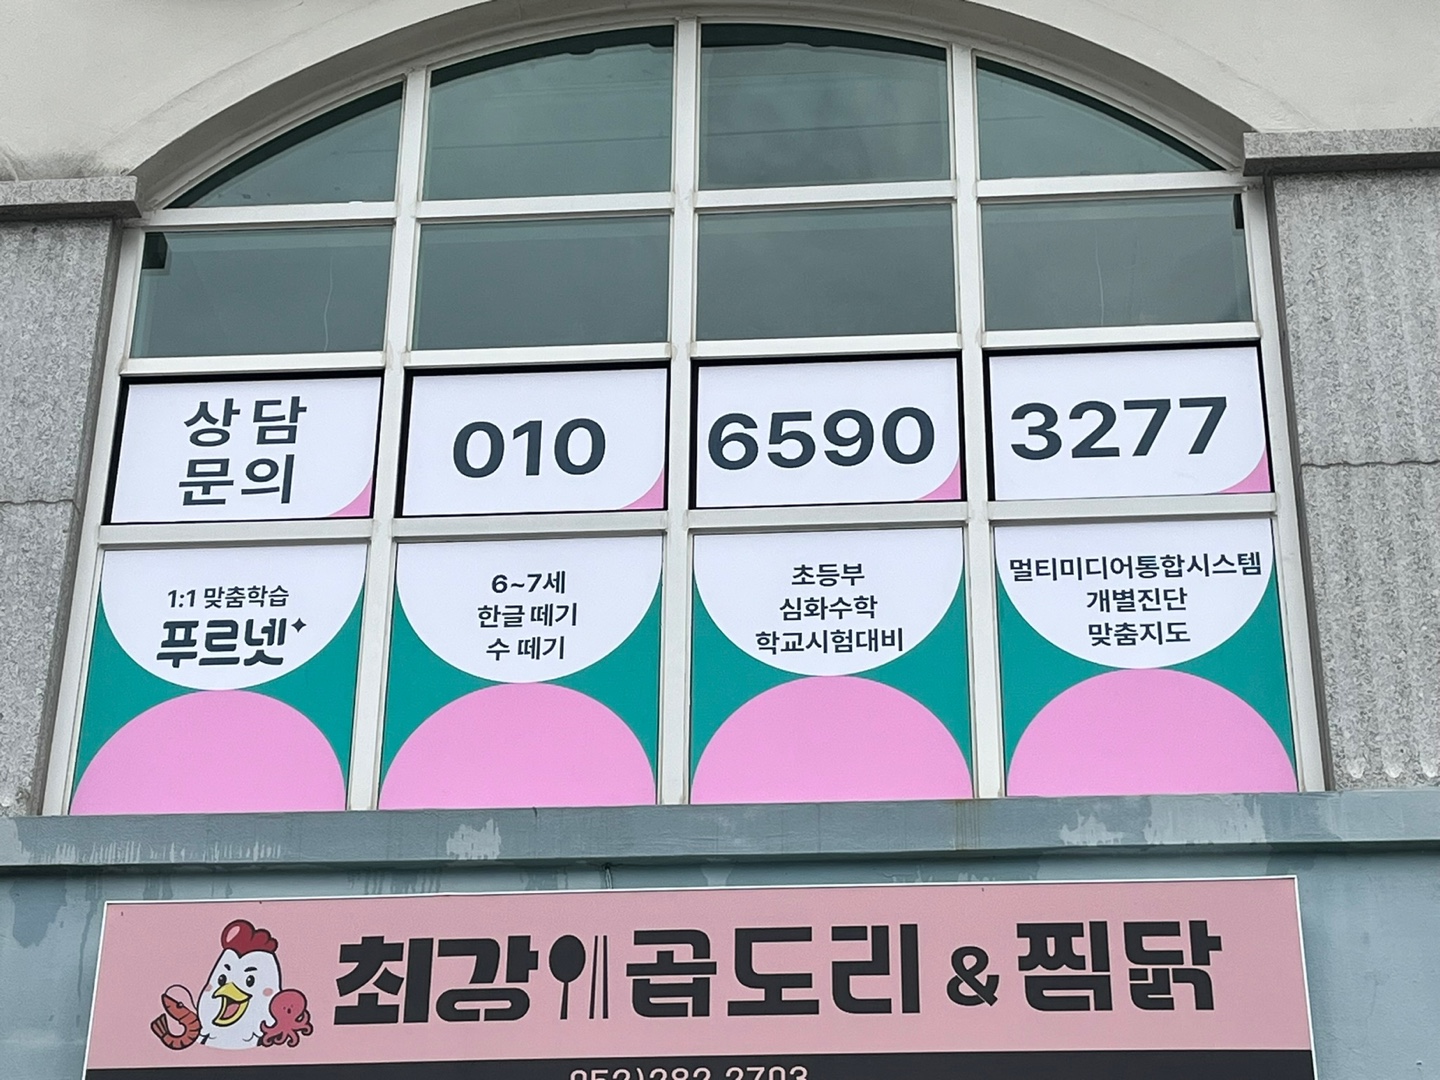 상담
문의
010
6590
3277
1:1 맞춤학습
푸르넷
6~7세
한글 떼기
수 떼기
초등부
심화수학
학교시험대비
멀티미디어통합시스템
개별진단
맞춤지도
최강 곱도리 & 찜닭
052)282-2703